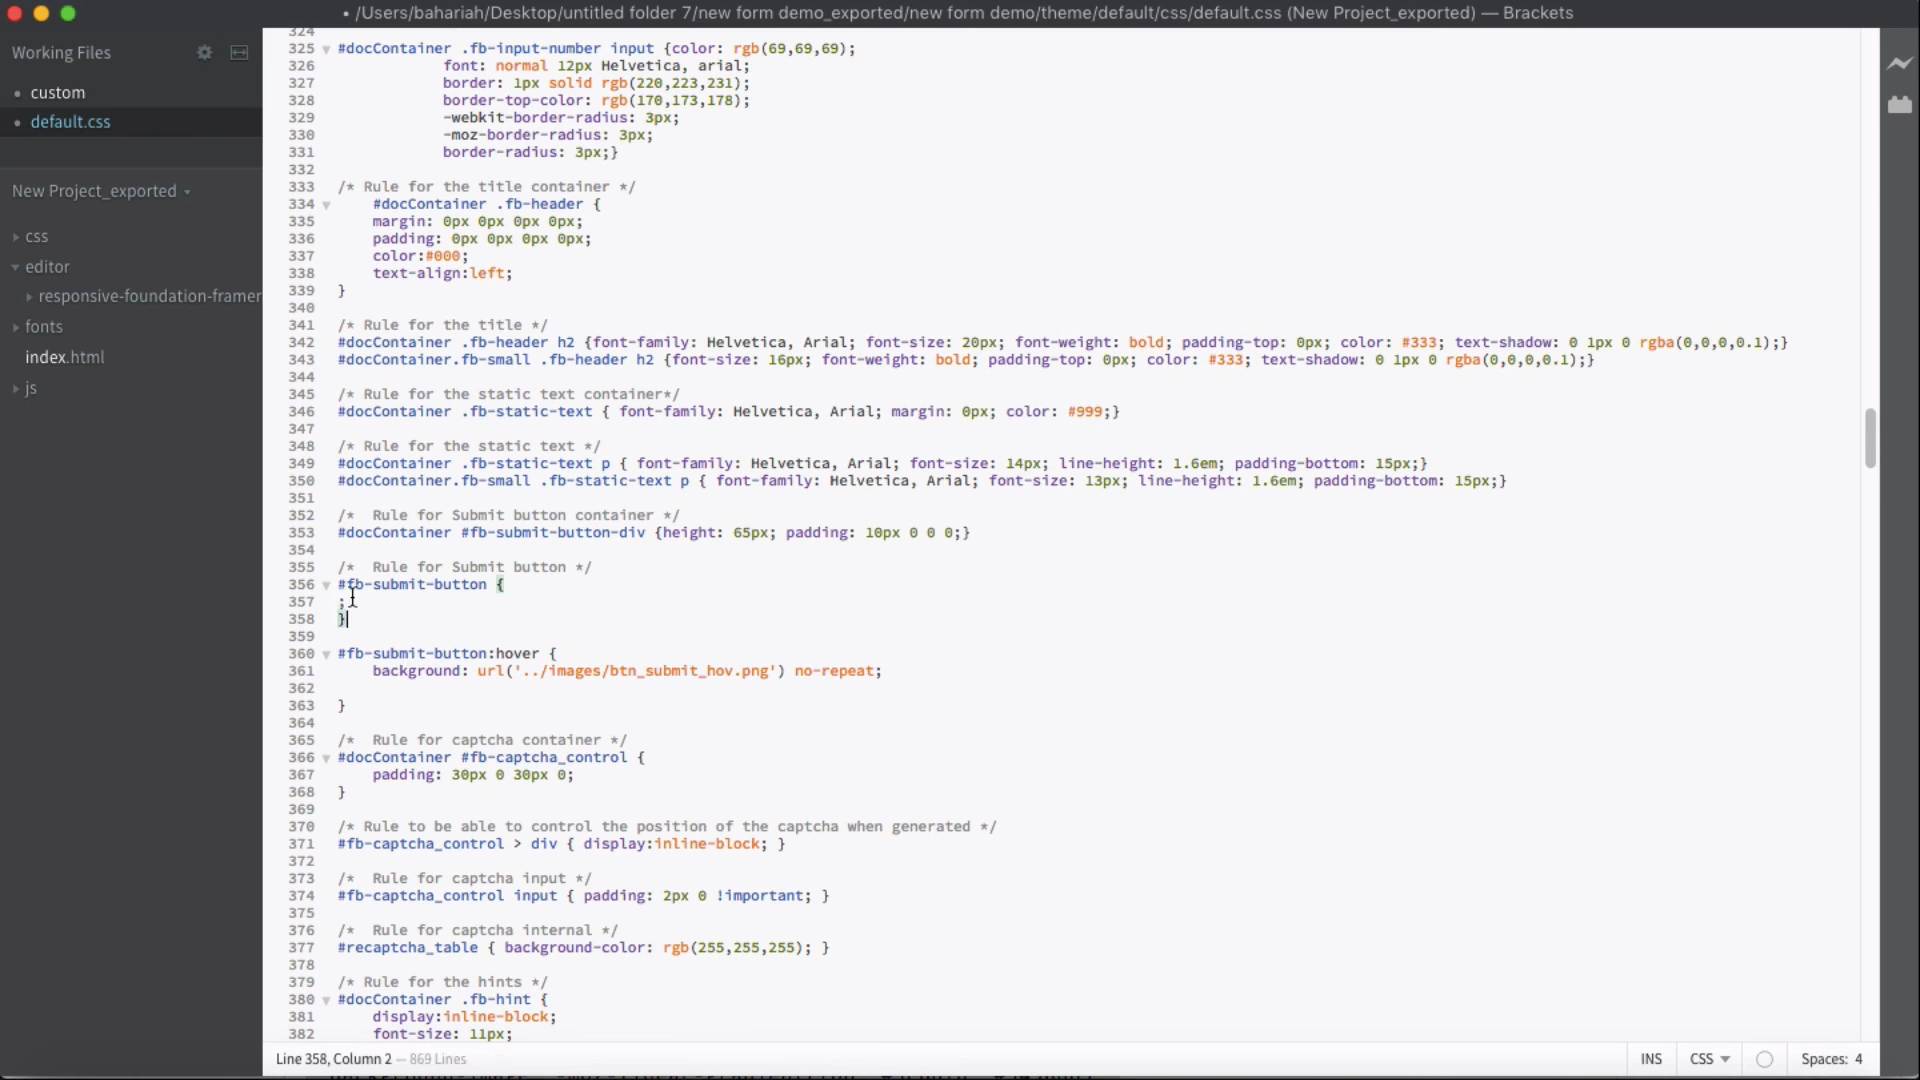 • /Users/bahariah/Desktop/untitled folder 7/new form demo_exported/new form demo/theme/default/css/default.css (New Project_exported) — Brackets
Working Files
• custom
• default.css
New Project_exported
css
editor
responsive-foundation-framer
fonts
index.html
js
324
325 #docContainer .fb-input-number input {color: rgb(69,69,69);
326 font: normal 12px Helvetica, arial;
327 border: 1px solid rgb(220,223,231);
328 border-top-color: rgb(170,173,178);
329 -webkit-border-radius: 3px;
330 -moz-border-radius: 3px;
331 border-radius: 3px;}
332
333 /* Rule for the title container */
334 #docContainer .fb-header {
335 margin: 0px 0px 0px 0px;
336 padding: 0px 0px 0px 0px;
337 color:#000;
338 text-align:left;
339 }
340
341 /* Rule for the title */
342 #docContainer .fb-header h2 {font-family: Helvetica, Arial; font-size: 20px; font-weight: bold; padding-top: 0px; color: #333; text-shadow: 0 1px 0 rgba(0,0,0,0.1);}
343 #docContainer.fb-small .fb-header h2 {font-size: 16px; font-weight: bold; padding-top: 0px; color: #333; text-shadow: 0 1px 0 rgba(0,0,0,0.1);}
344
345 /* Rule for the static text container*/
346 #docContainer .fb-static-text { font-family: Helvetica, Arial; margin: 0px; color: #999;}
347
348 /* Rule for the static text */
349 #docContainer .fb-static-text p { font-family: Helvetica, Arial; font-size: 14px; line-height: 1.6em; padding-bottom: 15px;}
350 #docContainer.fb-small .fb-static-text p { font-family: Helvetica, Arial; font-size: 13px; line-height: 1.6em; padding-bottom: 15px;}
351
352 /*  Rule for Submit button container */
353 #docContainer #fb-submit-button-div {height: 65px; padding: 10px 0 0 0;}
354
355 /*  Rule for Submit button */
356 #fb-submit-button {
357 ;
358 }
359
360 #fb-submit-button:hover {
361 background: url('../images/btn_submit_hov.png') no-repeat;
362
363 }
364
365 /*  Rule for captcha container */
366 #docContainer #fb-captcha_control {
367 padding: 30px 0 30px 0;
368 }
369
370 /* Rule to be able to control the position of the captcha when generated */
371 #fb-captcha_control > div { display:inline-block; }
372
373 /*  Rule for captcha input */
374 #fb-captcha_control input { padding: 2px 0 !important; }
375
376 /*  Rule for captcha internal */
377 #recaptcha_table { background-color: rgb(255,255,255); }
378
379 /* Rule for the hints */
380 #docContainer .fb-hint {
381 display:inline-block;
382 font-size: 11px;
Line 358, Column 2 — 869 Lines
INS
CSS
Spaces: 4